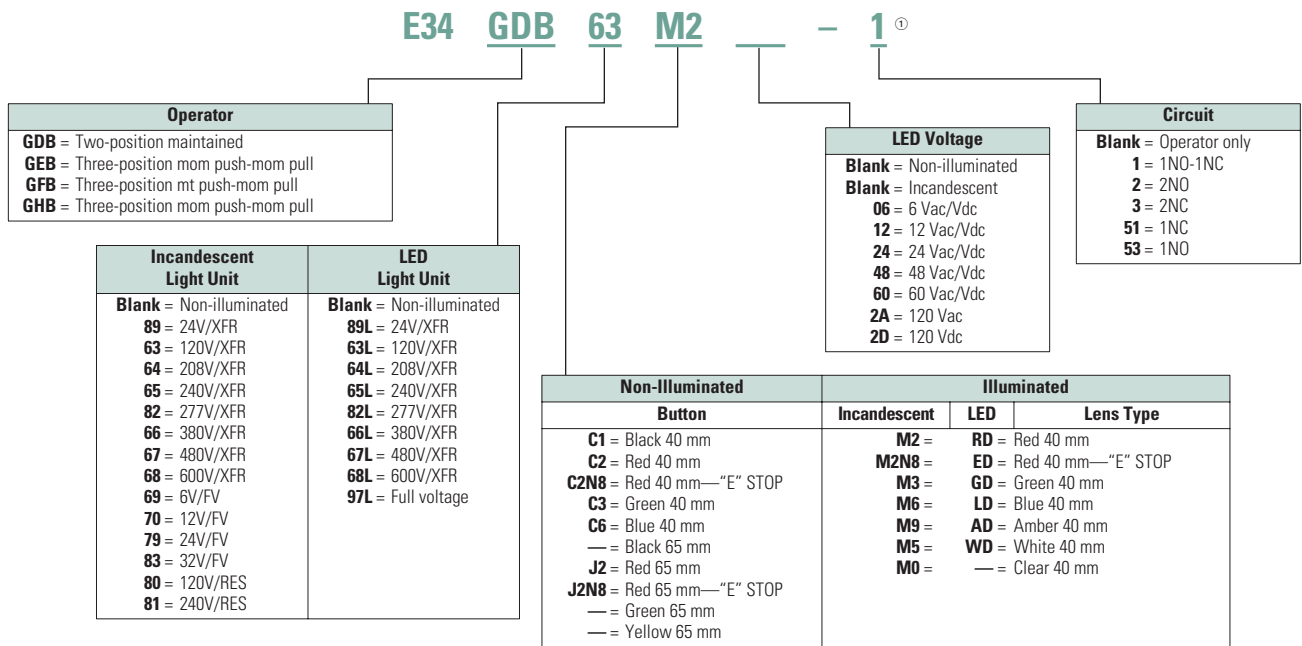 E34 GDB 63 M2 __ – 1 ①
Operator
GDB = Two-position maintained
GEB = Three-position mom push-mom pull
GFB = Three-position mt push-mom pull
GHB = Three-position mom push-mom pull
Incandescent
Light Unit
Blank = Non-illuminated
89 = 24V/XFR
63 = 120V/XFR
64 = 208V/XFR
65 = 240V/XFR
82 = 277V/XFR
66 = 380V/XFR
67 = 480V/XFR
68 = 600V/XFR
69 = 6V/FV
70 = 12V/FV
79 = 24V/FV
83 = 32V/FV
80 = 120V/RES
81 = 240V/RES
LED
Light Unit
Blank = Non-illuminated
89L = 24V/XFR
63L = 120V/XFR
64L = 208V/XFR
65L = 240V/XFR
82L = 277V/XFR
66L = 380V/XFR
67L = 480V/XFR
68L = 600V/XFR
97L = Full voltage
Non-Illuminated
Button
C1 = Black 40 mm
C2 = Red 40 mm
C2N8 = Red 40 mm—“E” STOP
C3 = Green 40 mm
C6 = Blue 40 mm
— = Black 65 mm
J2 = Red 65 mm
J2N8 = Red 65 mm—“E” STOP
— = Green 65 mm
— = Yellow 65 mm
Illuminated
Incandescent LED Lens Type
M2 = RD = Red 40 mm
M2N8 = ED = Red 40 mm—“E” STOP
M3 = GD = Green 40 mm
M6 = LD = Blue 40 mm
M9 = AD = Amber 40 mm
M5 = WD = White 40 mm
M0 = — = Clear 40 mm
LED Voltage
Blank = Non-illuminated
Blank = Incandescent
06 = 6 Vac/Vdc
12 = 12 Vac/Vdc
24 = 24 Vac/Vdc
48 = 48 Vac/Vdc
60 = 60 Vac/Vdc
2A = 120 Vac
2D = 120 Vdc
Circuit
Blank = Operator only
1 = 1NO-1NC
2 = 2NO
3 = 2NC
51 = 1NC
53 = 1NO